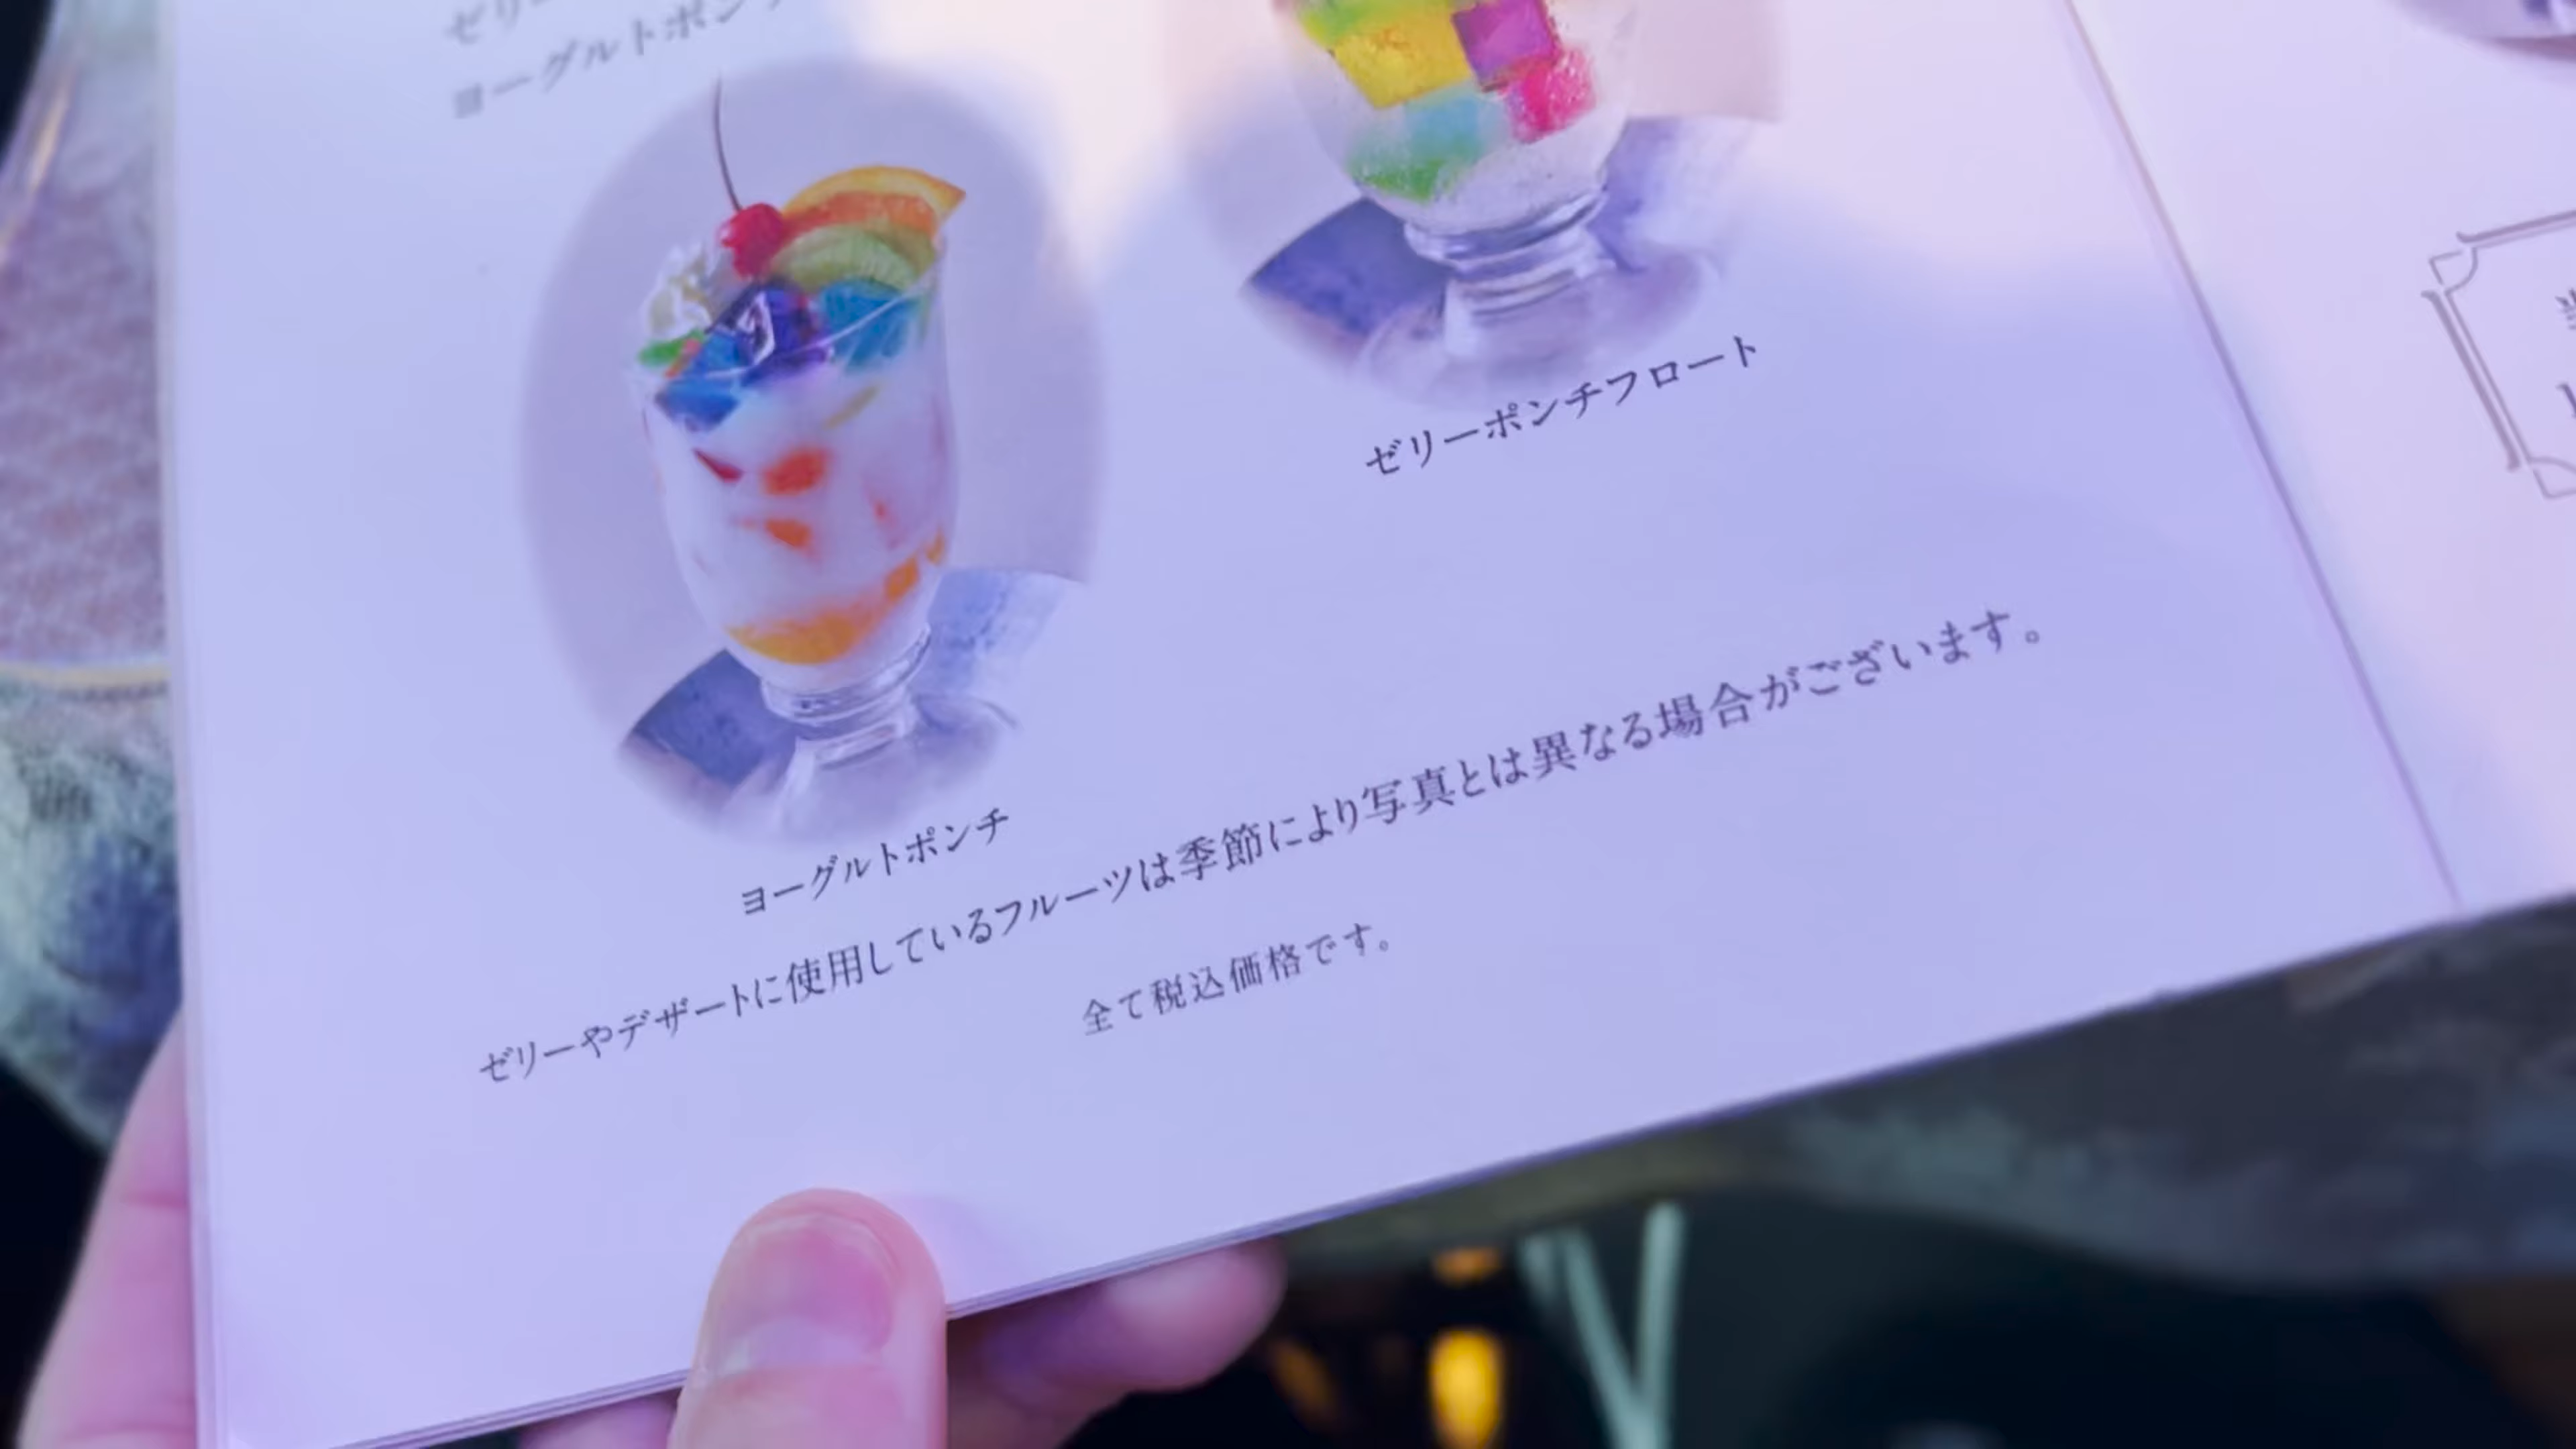 ゼリー
ヨーグルトポンチ
ゼリーポンチフロート
ヨーグルトポンチ
ゼリーやデザートに使用しているフルーツは季節により写真とは異なる場合がございます。
全て税込価格です。